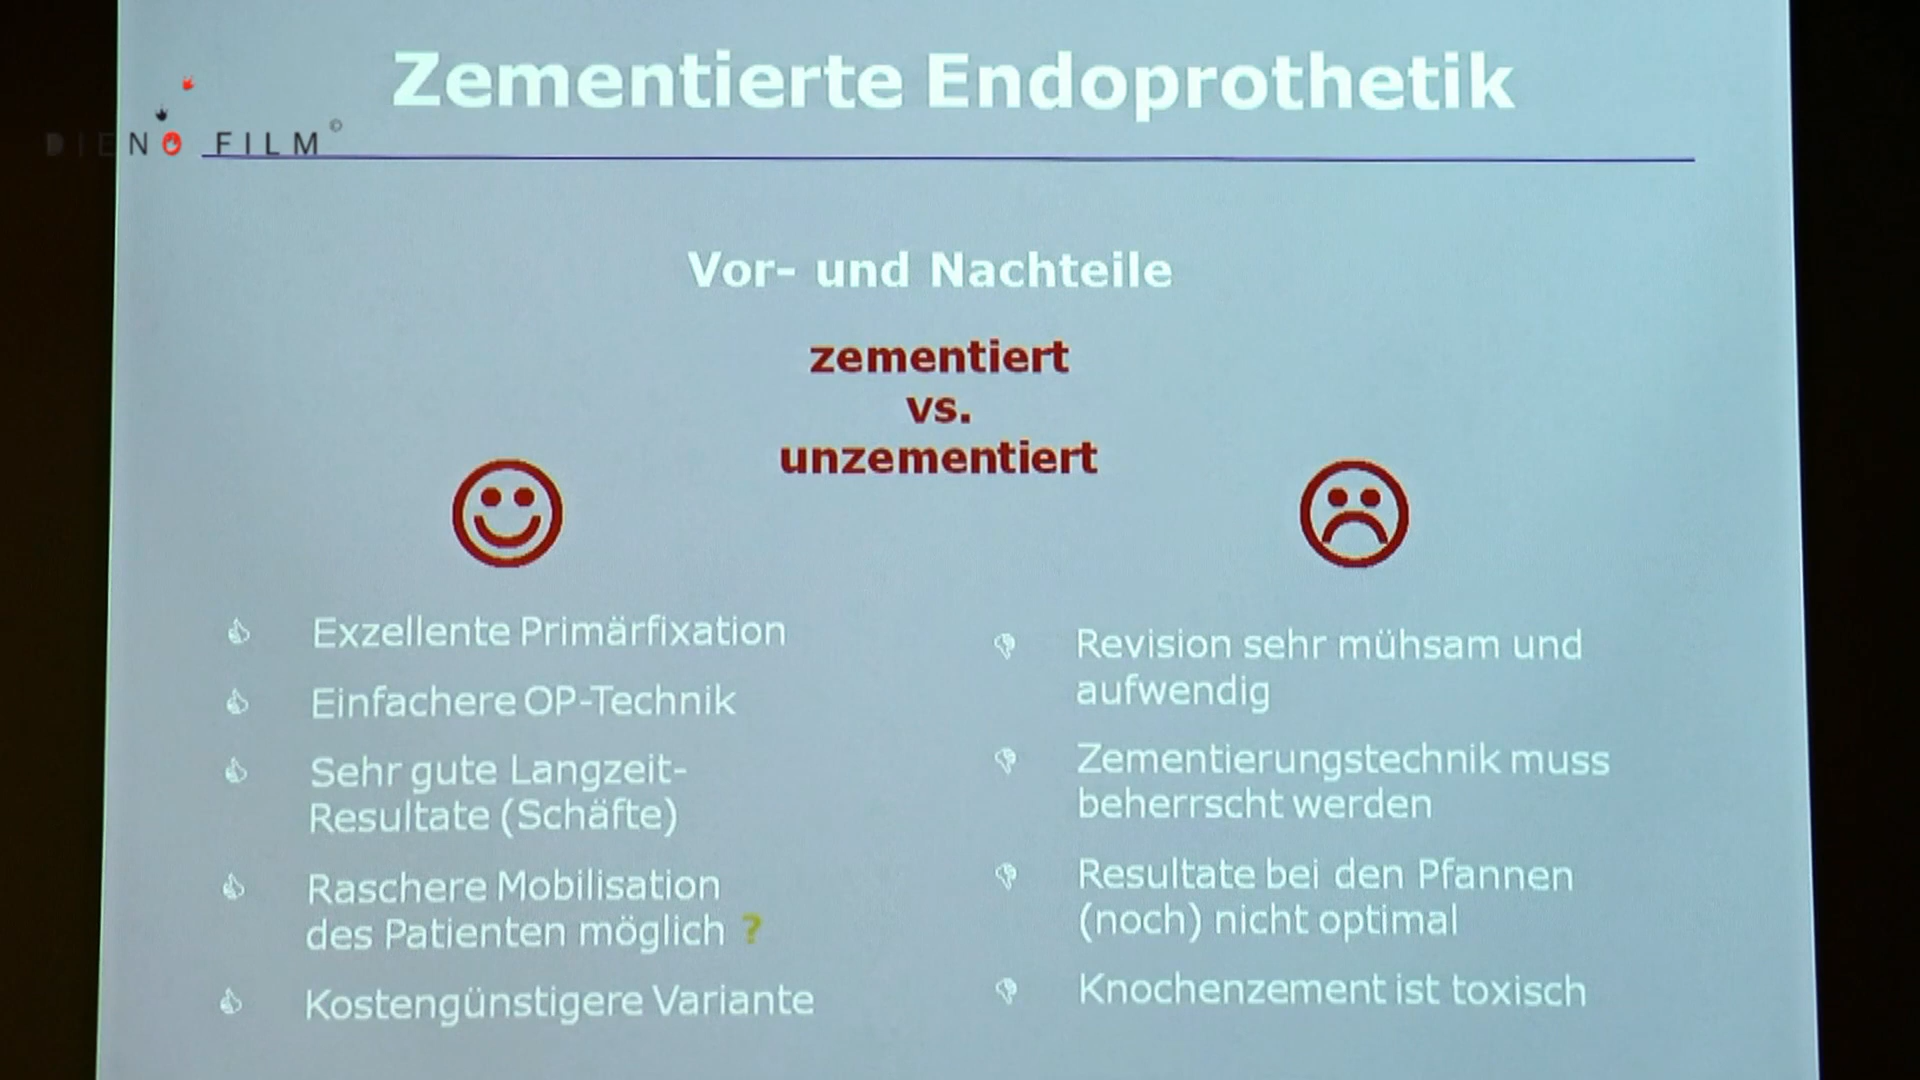 Zementierte Endoprothetik
DIENO FILM©
Vor- und Nachteile
zementiert
vs.
unzementiert
Exzellente Primärfixation
Einfachere OP-Technik
Sehr gute Langzeit-
Resultate (Schäfte)
Raschere Mobilisation
des Patienten möglich ?
Kostengünstigere Variante
Revision sehr mühsam und
aufwendig
Zementierungstechnik muss
beherrscht werden
Resultate bei den Pfannen
(noch) nicht optimal
Knochenzement ist toxisch